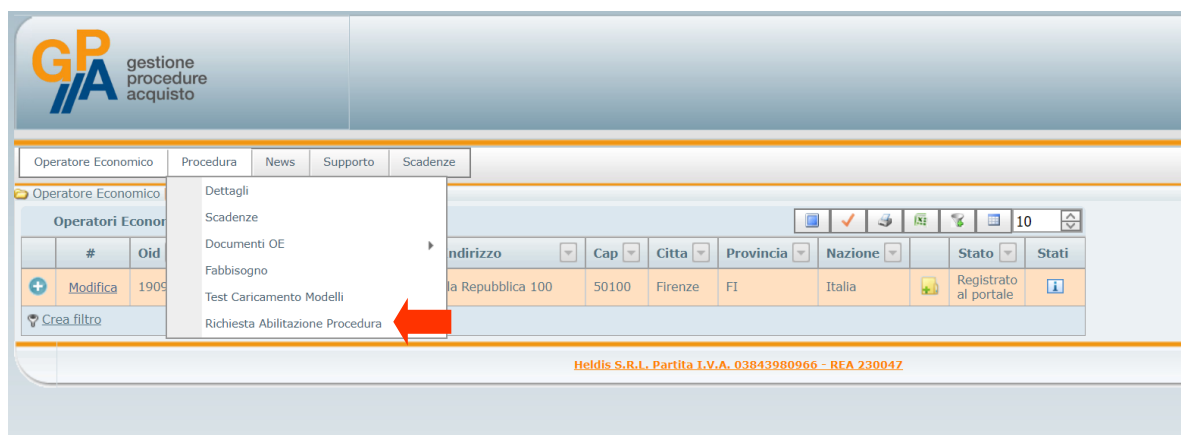 GPA
gestione
procedure
acquisto
Operatore Economico Procedura News Supporto Scadenze
Operatore Economico
Dettagli
Scadenze
Documenti OE
Fabbisogno
Test Caricamento Modelli
Richiesta Abilitazione Procedura
Operatori Econor
10
# Oid ndirizzo Cap Citta Provincia Nazione Stato Stati
Modifica 1909 la Repubblica 100 50100 Firenze FI Italia Registrato
al portale
Crea filtro
Heldis S.R.L. Partita I.V.A. 03843980966 - REA 230047